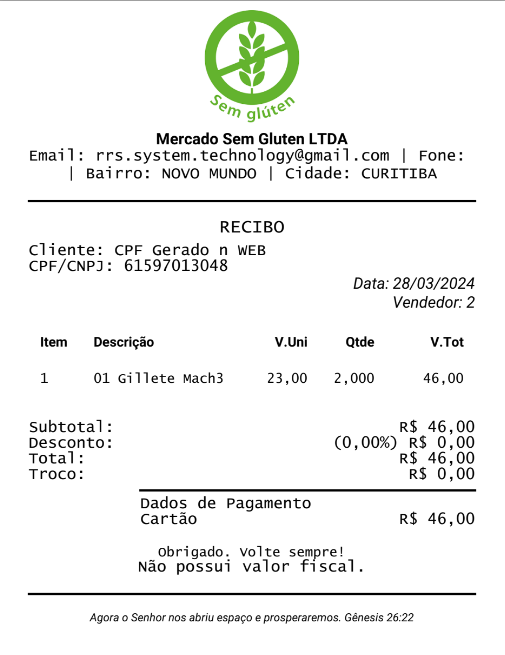 Sem glúten
Mercado Sem Gluten LTDA
Email: rrs.system.technology@gmail.com | Fone:
| Bairro: NOVO MUNDO | Cidade: CURITIBA
RECIBO
Cliente: CPF Gerado n WEB
CPF/CNPJ: 61597013048
Data: 28/03/2024
Vendedor: 2
Item Descrição V.Uni Qtde V.Tot
1 01 Gillete Mach3 23,00 2,000 46,00
Subtotal: R$ 46,00
Desconto: (0,00%) R$ 0,00
Total: R$ 46,00
Troco: R$ 0,00
Dados de Pagamento
Cartão R$ 46,00
Obrigado. Volte sempre!
Não possui valor fiscal.
Agora o Senhor nos abriu espaço e prosperaremos. Gênesis 26:22